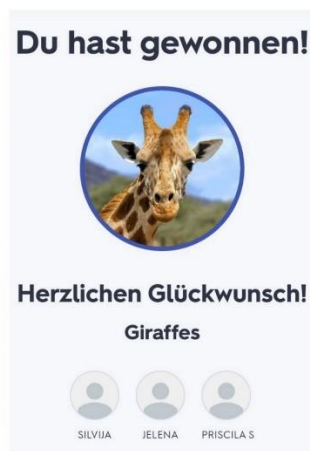 Du hast gewonnen!
Herzlichen Glückwunsch!
Giraffes
SILVIJA JELENA PRISCILA S